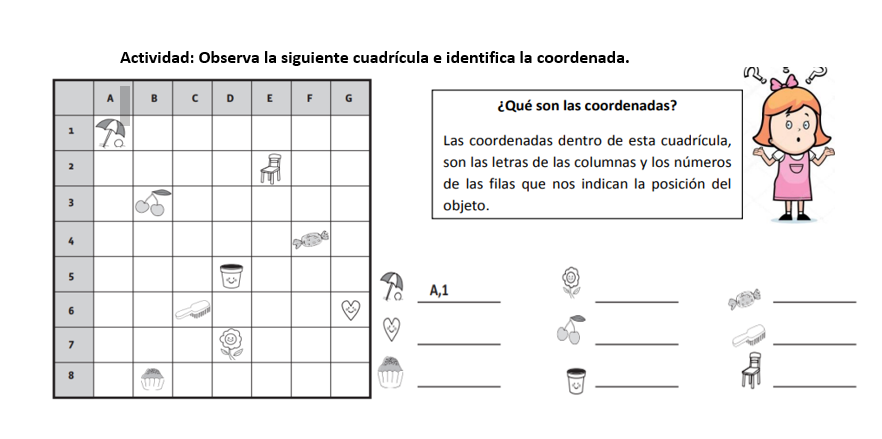 Actividad: Observa la siguiente cuadrícula e identifica la coordenada.
A B C D E F G
1
2
3
4
5
6
7
8
¿Qué son las coordenadas?
Las coordenadas dentro de esta cuadrícula,
son las letras de las columnas y los números
de las filas que nos indican la posición del
objeto.
A,1